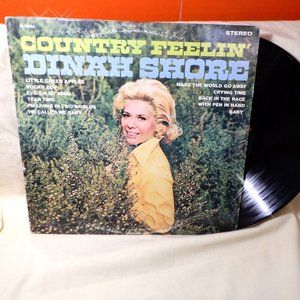 STEREO
COUNTRY FEELIN'
DINAH SHORE
LITTLE GREEN APPLES
ROCKY TOP
EVE ON MY MIND
TEAR TIME
I'M LIVING IN TWO WORLDS
HE CALLED ME BABY
MAKE THE WORLD GO AWAY
CRYING TIME
BACK IN THE RACE
WITH PEN IN HAND
BABY